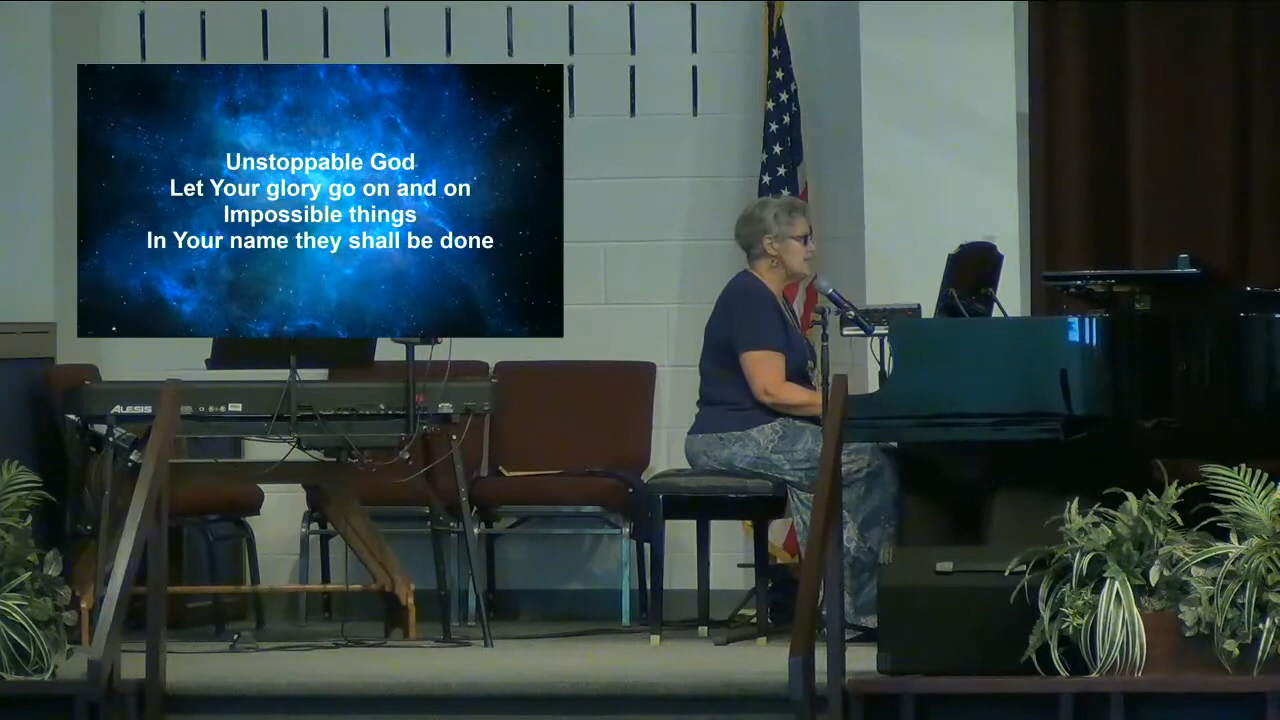 Unstoppable God
Let Your glory go on and on
Impossible things
In Your name they shall be done
ALESIS